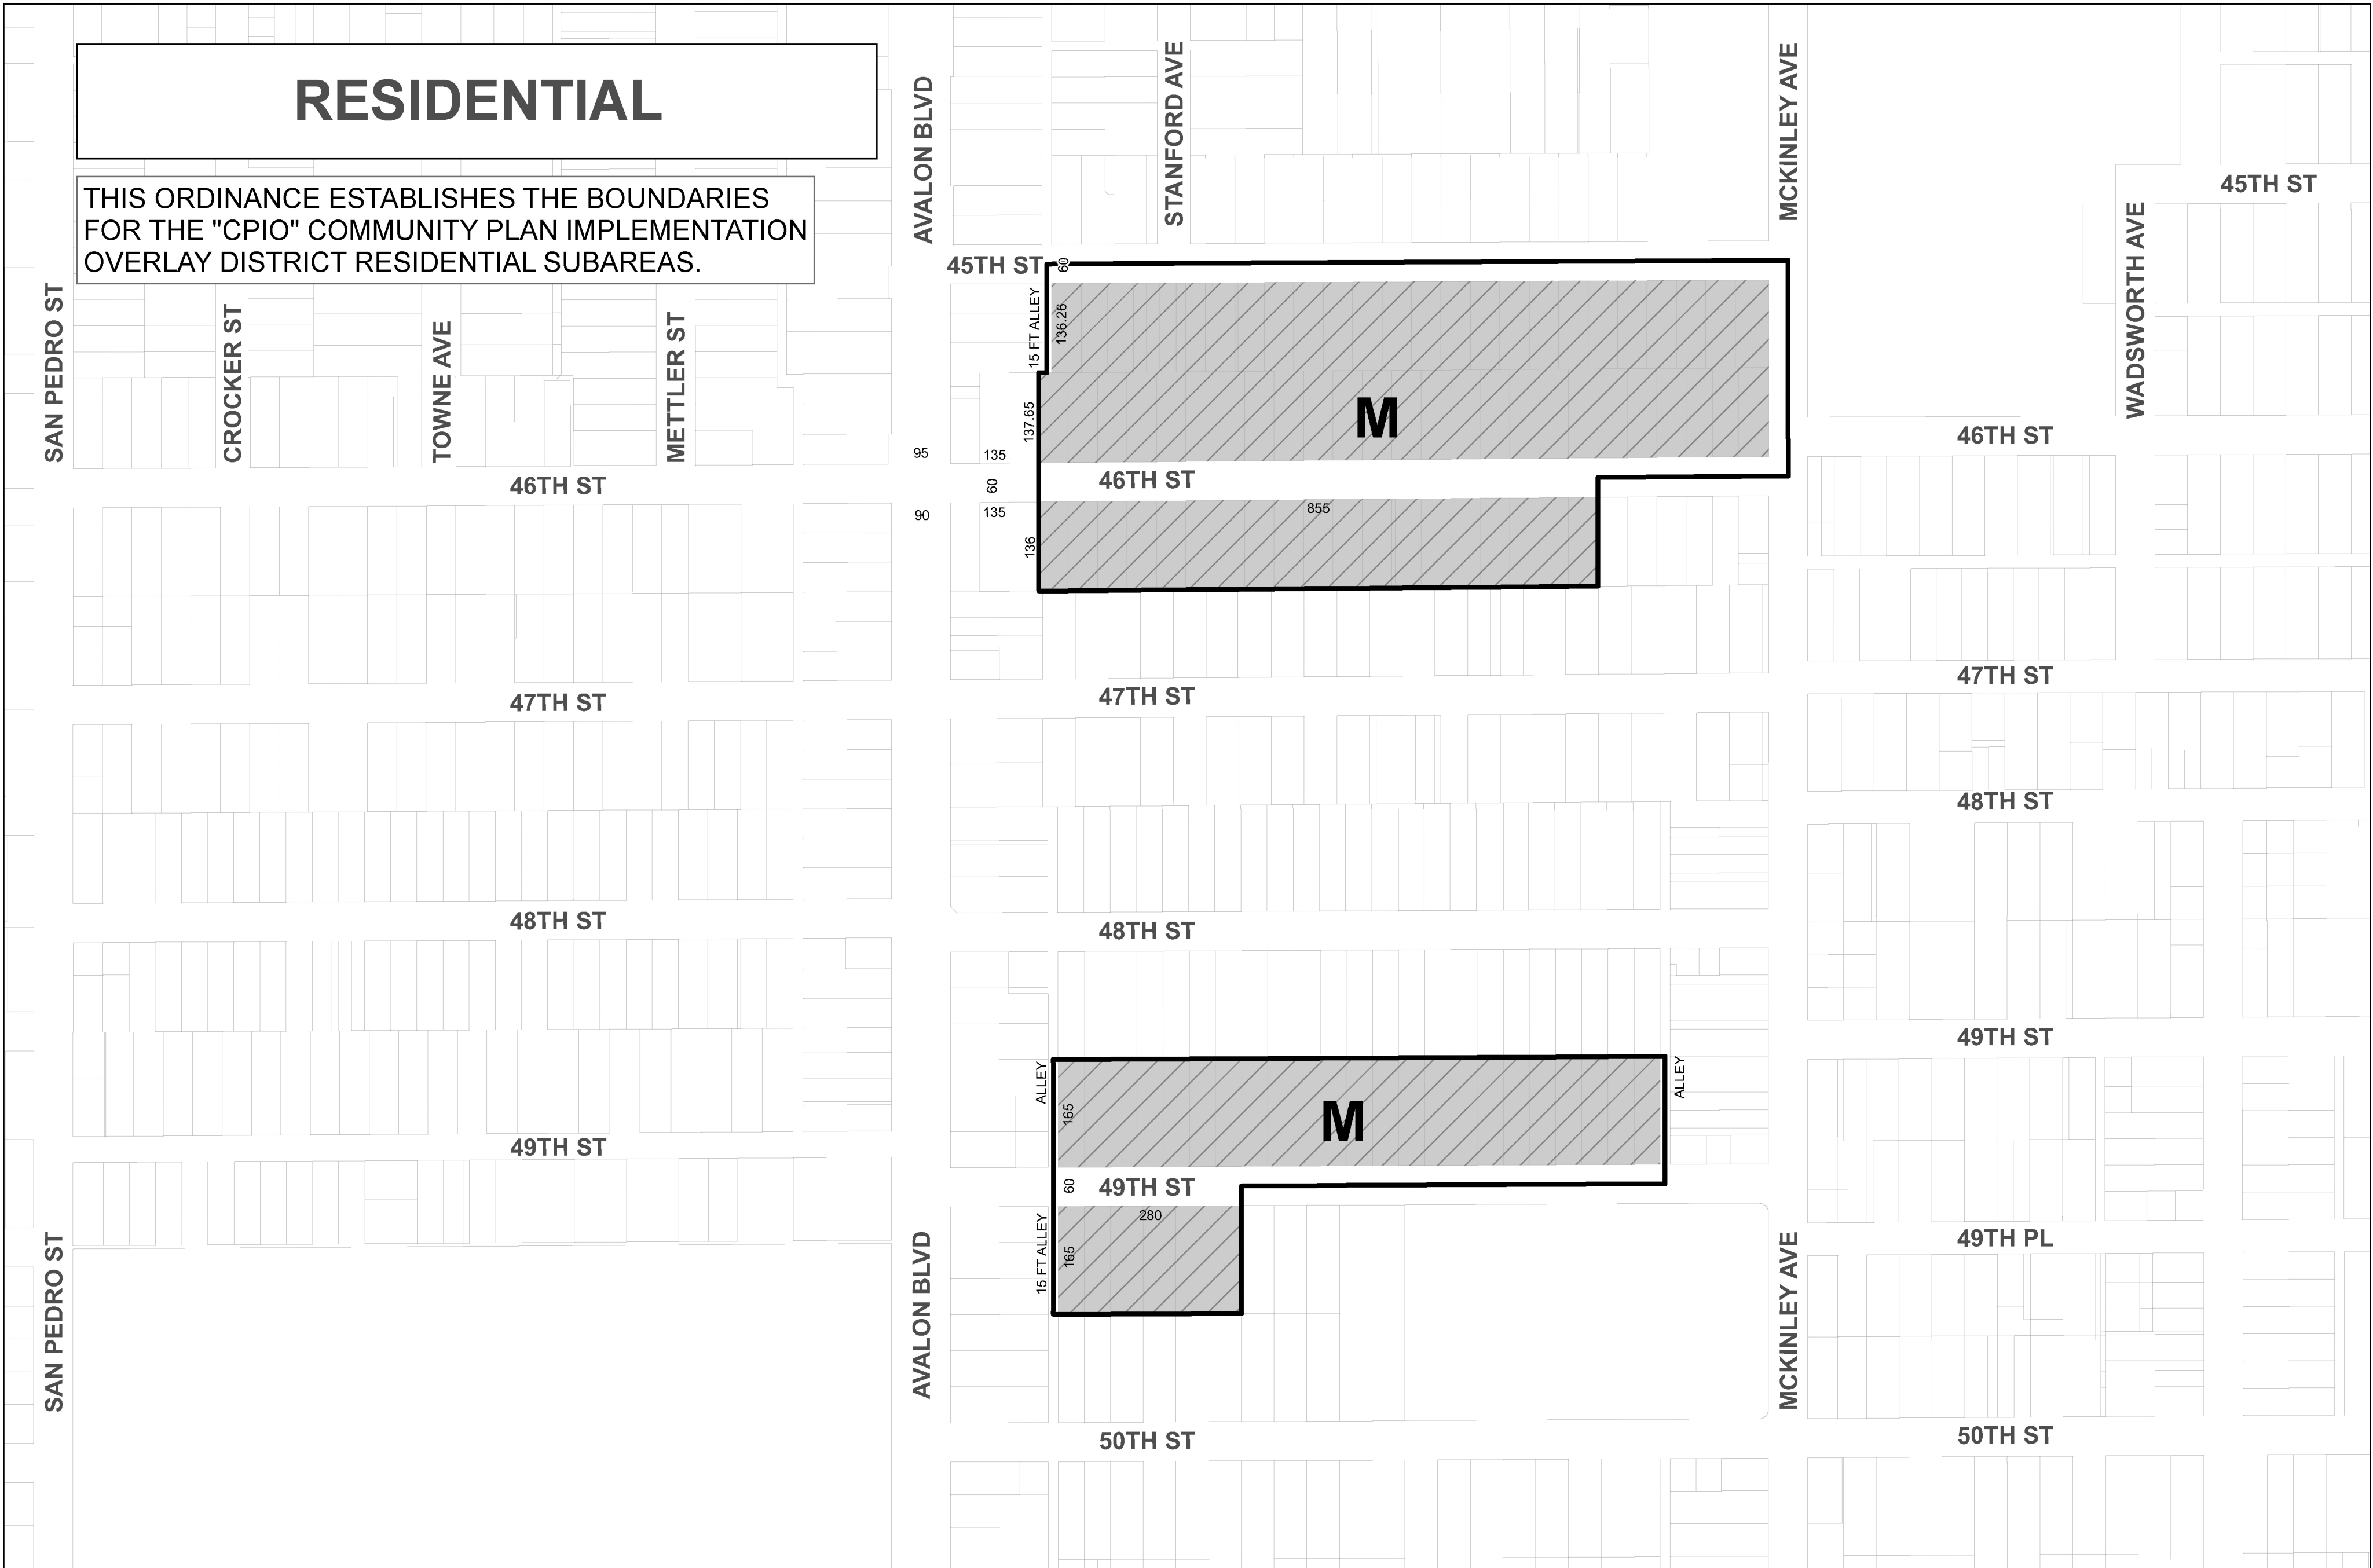 RESIDENTIAL
THIS ORDINANCE ESTABLISHES THE BOUNDARIES
FOR THE "CPIO" COMMUNITY PLAN IMPLEMENTATION
OVERLAY DISTRICT RESIDENTIAL SUBAREAS.
AVALON BLVD
STANFORD AVE
MCKINLEY AVE
45TH ST
WADSWORTH AVE
45TH ST
60
SAN PEDRO ST
CROCKER ST
TOWNE AVE
METTLER ST
15 FT ALLEY
136.26
137.65
M
95
135
46TH ST
46TH ST
60
46TH ST
90
135
855
136
47TH ST
47TH ST
47TH ST
48TH ST
48TH ST
48TH ST
49TH ST
ALLEY
165
M
ALLEY
49TH ST
60
49TH ST
280
15 FT ALLEY
165
49TH PL
SAN PEDRO ST
AVALON BLVD
MCKINLEY AVE
50TH ST
50TH ST